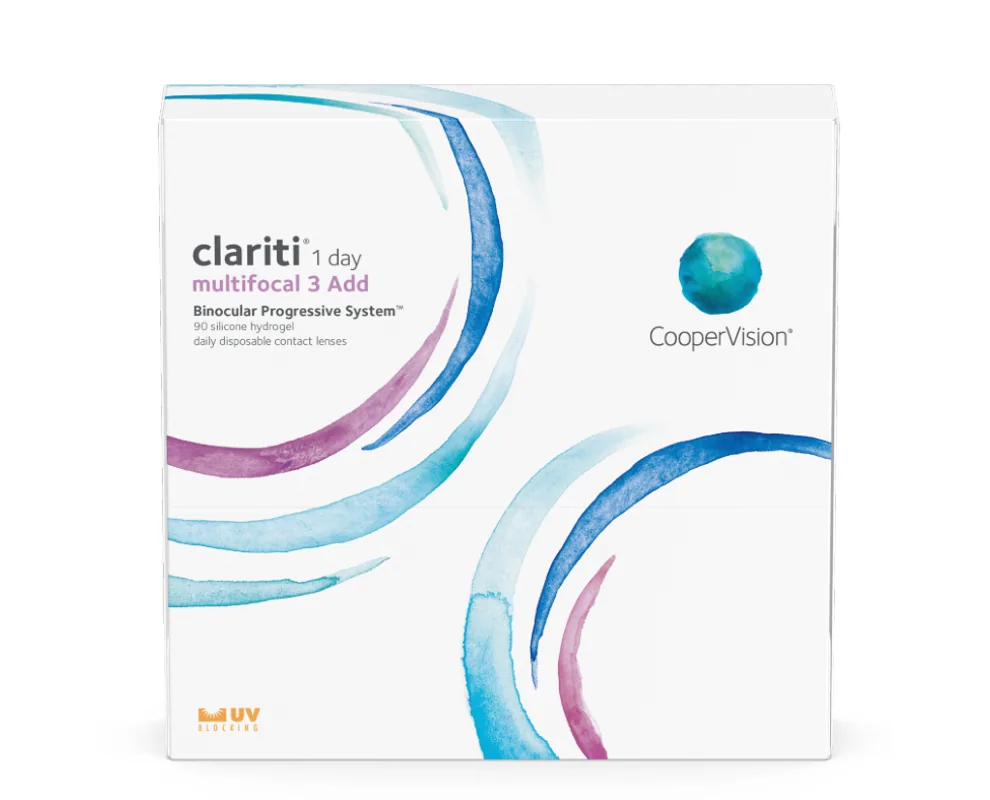 clariti® 1 day
multifocal 3 Add
Binocular Progressive System™
90 silicone hydrogel
daily disposable contact lenses
CooperVision®
UV
BLOCKING